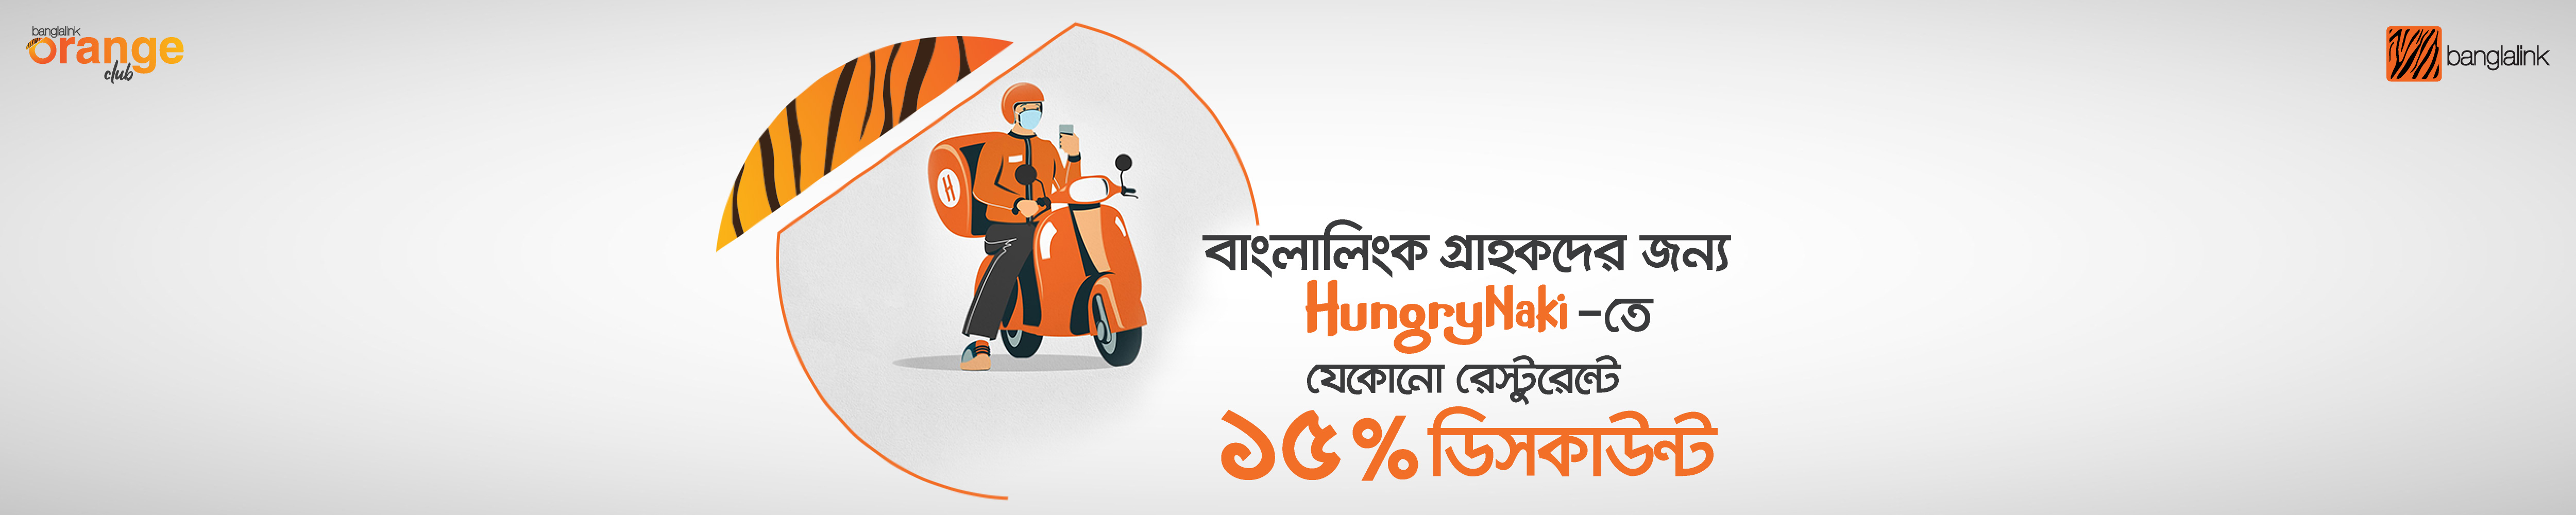 banglalink
orange
club
banglalink
H
বাংলালিংক গ্রাহকদের জন্য
HungryNaki -তে
যেকোনো রেস্টুরেন্টে
১৫% ডিসকাউন্ট